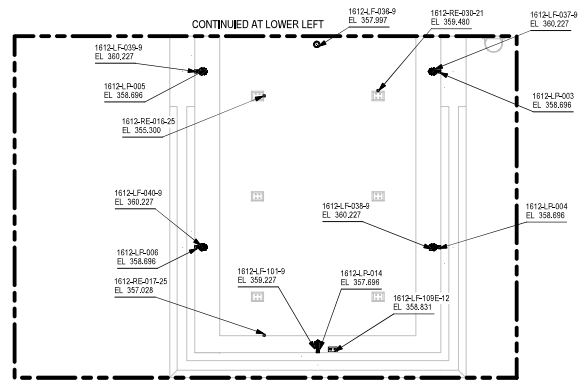 CONTINUED AT LOWER LEFT
1612-LF-036-9
EL 357.997
1612-RE-030-21
EL 359.480
1612-LF-037-9
EL 360.227
1612-LF-039-9
EL 360.227
1612-LP-005
EL 358.696
1612-LP-003
EL 358.696
1612-RE-016-25
EL 355.300
1612-LF-040-9
EL 360.227
1612-LF-038-9
EL 360.227
1612-LP-004
EL 358.696
1612-LP-006
EL 358.696
1612-LF-101-9
EL 359.227
1612-LP-014
EL 357.696
1612-RE-017-25
EL 357.028
1612-LF-109E-12
EL 358.831